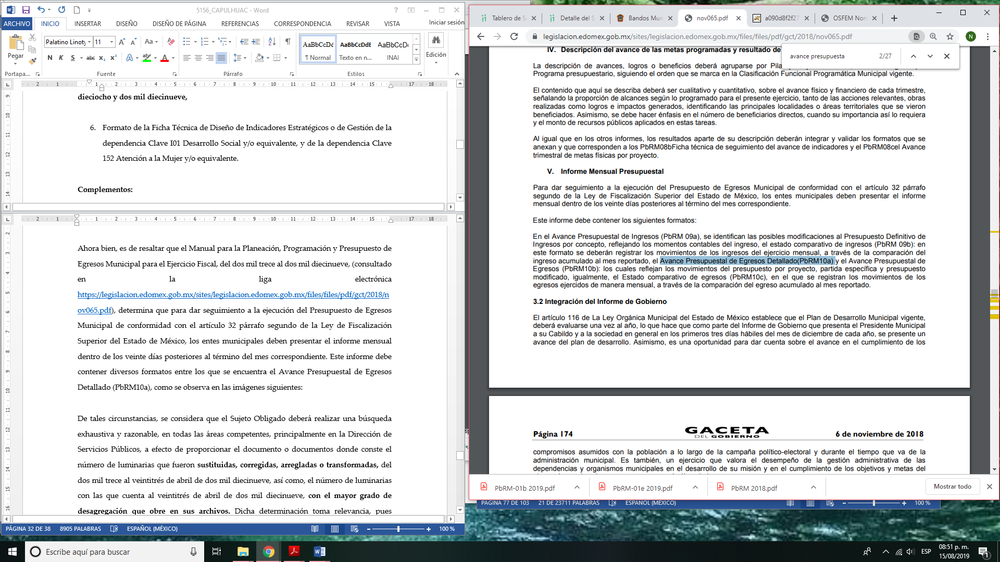 5156_CAPULHUAC - Word
ARCHIVO INICIO INSERTAR DISEÑO DISEÑO DE PÁGINA REFERENCIAS CORRESPONDENCIA REVISAR VISTA Iniciar sesión
Pegar
Palatino Linoty 11
Aa
N K S abc x₂ x²
AaBbCcDd AaBbCcDdE AaBbCcDd
¶ Normal Texto en n... INAI
Edición
Portapa... Fuente Párrafo Estilos
dieciocho y dos mil diecinueve,
6. Formato de la Ficha Técnica de Diseño de Indicadores Estratégicos o de Gestión de la
dependencia Clave I01 Desarrollo Social y/o equivalente, y de la dependencia Clave
152 Atención a la Mujer y/o equivalente.
Complementos:
Ahora bien, es de resaltar que el Manual para la Planeación, Programación y Presupuesto de
Egresos Municipal para el Ejercicio Fiscal, del dos mil trece al dos mil diecinueve, (consultado
en la liga electrónica
https://legislacion.edomex.gob.mx/sites/legislacion.edomex.gob.mx/files/files/pdf/gct/2018/n
ov065.pdf), determina que para dar seguimiento a la ejecución del Presupuesto de Egresos
Municipal de conformidad con el artículo 32 párrafo segundo de la Ley de Fiscalización
Superior del Estado de México, los entes municipales deben presentar el informe mensual
dentro de los veinte días posteriores al término del mes correspondiente. Este informe debe
contener diversos formatos entre los que se encuentra el Avance Presupuestal de Egresos
Detallado (PbRM10a), como se observa en las imágenes siguientes:
De tales circunstancias, se considera que el Sujeto Obligado deberá realizar una búsqueda
exhaustiva y razonable, en todas las áreas competentes, principalmente en la Dirección de
Servicios Públicos, a efecto de proporcionar el documento o documentos donde conste el
número de luminarias que fueron sustituidas, corregidas, arregladas o transformadas, del
dos mil trece al veintitrés de abril de dos mil diecinueve, así como, el número de luminarias
con las que cuenta al veintitrés de abril de dos mil diecinueve, con el mayor grado de
desagregación que obre en sus archivos. Dicha determinación toma relevancia, pues
PÁGINA 32 DE 38 8905 PALABRAS ESPAÑOL (MÉXICO) 100 %
Tablero de S Detalle del S Bandos Mun nov065.pdf a090d8f2f27 OSFEM Norm
legislacion.edomex.gob.mx/sites/legislacion.edomex.gob.mx/files/files/pdf/gct/2018/nov065.pdf
N
avance presupuesta 2/27
IV. Descripción del avance de las metas programadas y resultado de
La descripción de avances, logros o beneficios deberá agruparse por
Programa presupuestario, siguiendo el orden que se marca en la Clasificación Funcional Programática Municipal vigente.
El contenido que aquí se describa deberá ser cualitativo y cuantitativo, sobre el avance físico y financiero de cada trimestre,
señalando la proporción de alcances según lo programado para el presente ejercicio, tanto de las acciones relevantes, obras
realizadas como logros e impactos generados, identificando las principales localidades o áreas territoriales que se vieron
beneficiados. Asimismo, se debe hacer énfasis en el número de beneficiarios directos, cuando su importancia así lo requiera
y el monto de recursos públicos aplicados en estas tareas.
Al igual que en los otros informes, los resultados aparte de su descripción deberán integrar y validar los formatos que se
anexan y que corresponden a los PbRM08bFicha técnica de seguimiento del avance de indicadores y el PbRM08cel Avance
trimestral de metas físicas por proyecto.
V. Informe Mensual Presupuestal
Para dar seguimiento a la ejecución del Presupuesto de Egresos Municipal de conformidad con el artículo 32 párrafo
segundo de la Ley de Fiscalización Superior del Estado de México, los entes municipales deben presentar el informe
mensual dentro de los veinte días posteriores al término del mes correspondiente.
Este informe debe contener los siguientes formatos:
En el Avance Presupuestal de Ingresos (PbRM 09a), se identifican las posibles modificaciones al Presupuesto Definitivo de
Ingresos por concepto, reflejando los momentos contables del ingreso, el estado comparativo de ingresos (PbRM 09b): en
este formato se deberán registrar los movimientos de los ingresos del ejercicio mensual, a través de la comparación del
ingreso acumulado al mes reportado, el Avance Presupuestal de Egresos Detallado(PbRM10a) y el Avance Presupuestal de
Egresos (PbRM10b): los cuales reflejan los movimientos del presupuesto por proyecto, partida específica y presupuesto
modificado, igualmente, el Estado comparativo de egresos (PbRM10c), en el que se registran los movimientos de los
egresos ejercidos de manera mensual, a través de la comparación del egreso acumulado al mes reportado.
3.2 Integración del Informe de Gobierno
El artículo 116 de La Ley Orgánica Municipal del Estado de México establece que el Plan de Desarrollo Municipal vigente,
deberá evaluarse una vez al año, lo que hace que como parte del Informe de Gobierno que presenta el Presidente Municipal
a su Cabildo y a la sociedad en general en los primeros tres días hábiles del mes de diciembre de cada año, se presente un
avance del plan de desarrollo. Asimismo, es una oportunidad para dar cuenta sobre el avance en el cumplimiento de los
Página 174 GACETA DEL GOBIERNO 6 de noviembre de 2018
compromisos asumidos con la población a lo largo de la campaña político-electoral y durante el tiempo que va de la
administración municipal. Es también, un ejercicio que valora el desempeño de la gestión administrativa de las
dependencias y organismos municipales en el desarrollo de su misión y en el cumplimiento de los objetivos y metas del
PbRM-01b 2019.pdf PbRM-01e 2019.pdf PbRM 2018.pdf Mostrar todo
PÁGINA 77 DE 103 21 DE 23711 PALABRAS ESPAÑOL (MÉXICO) 100 %
Escribe aquí para buscar
ESP
08:51 p. m.
15/08/2019
1